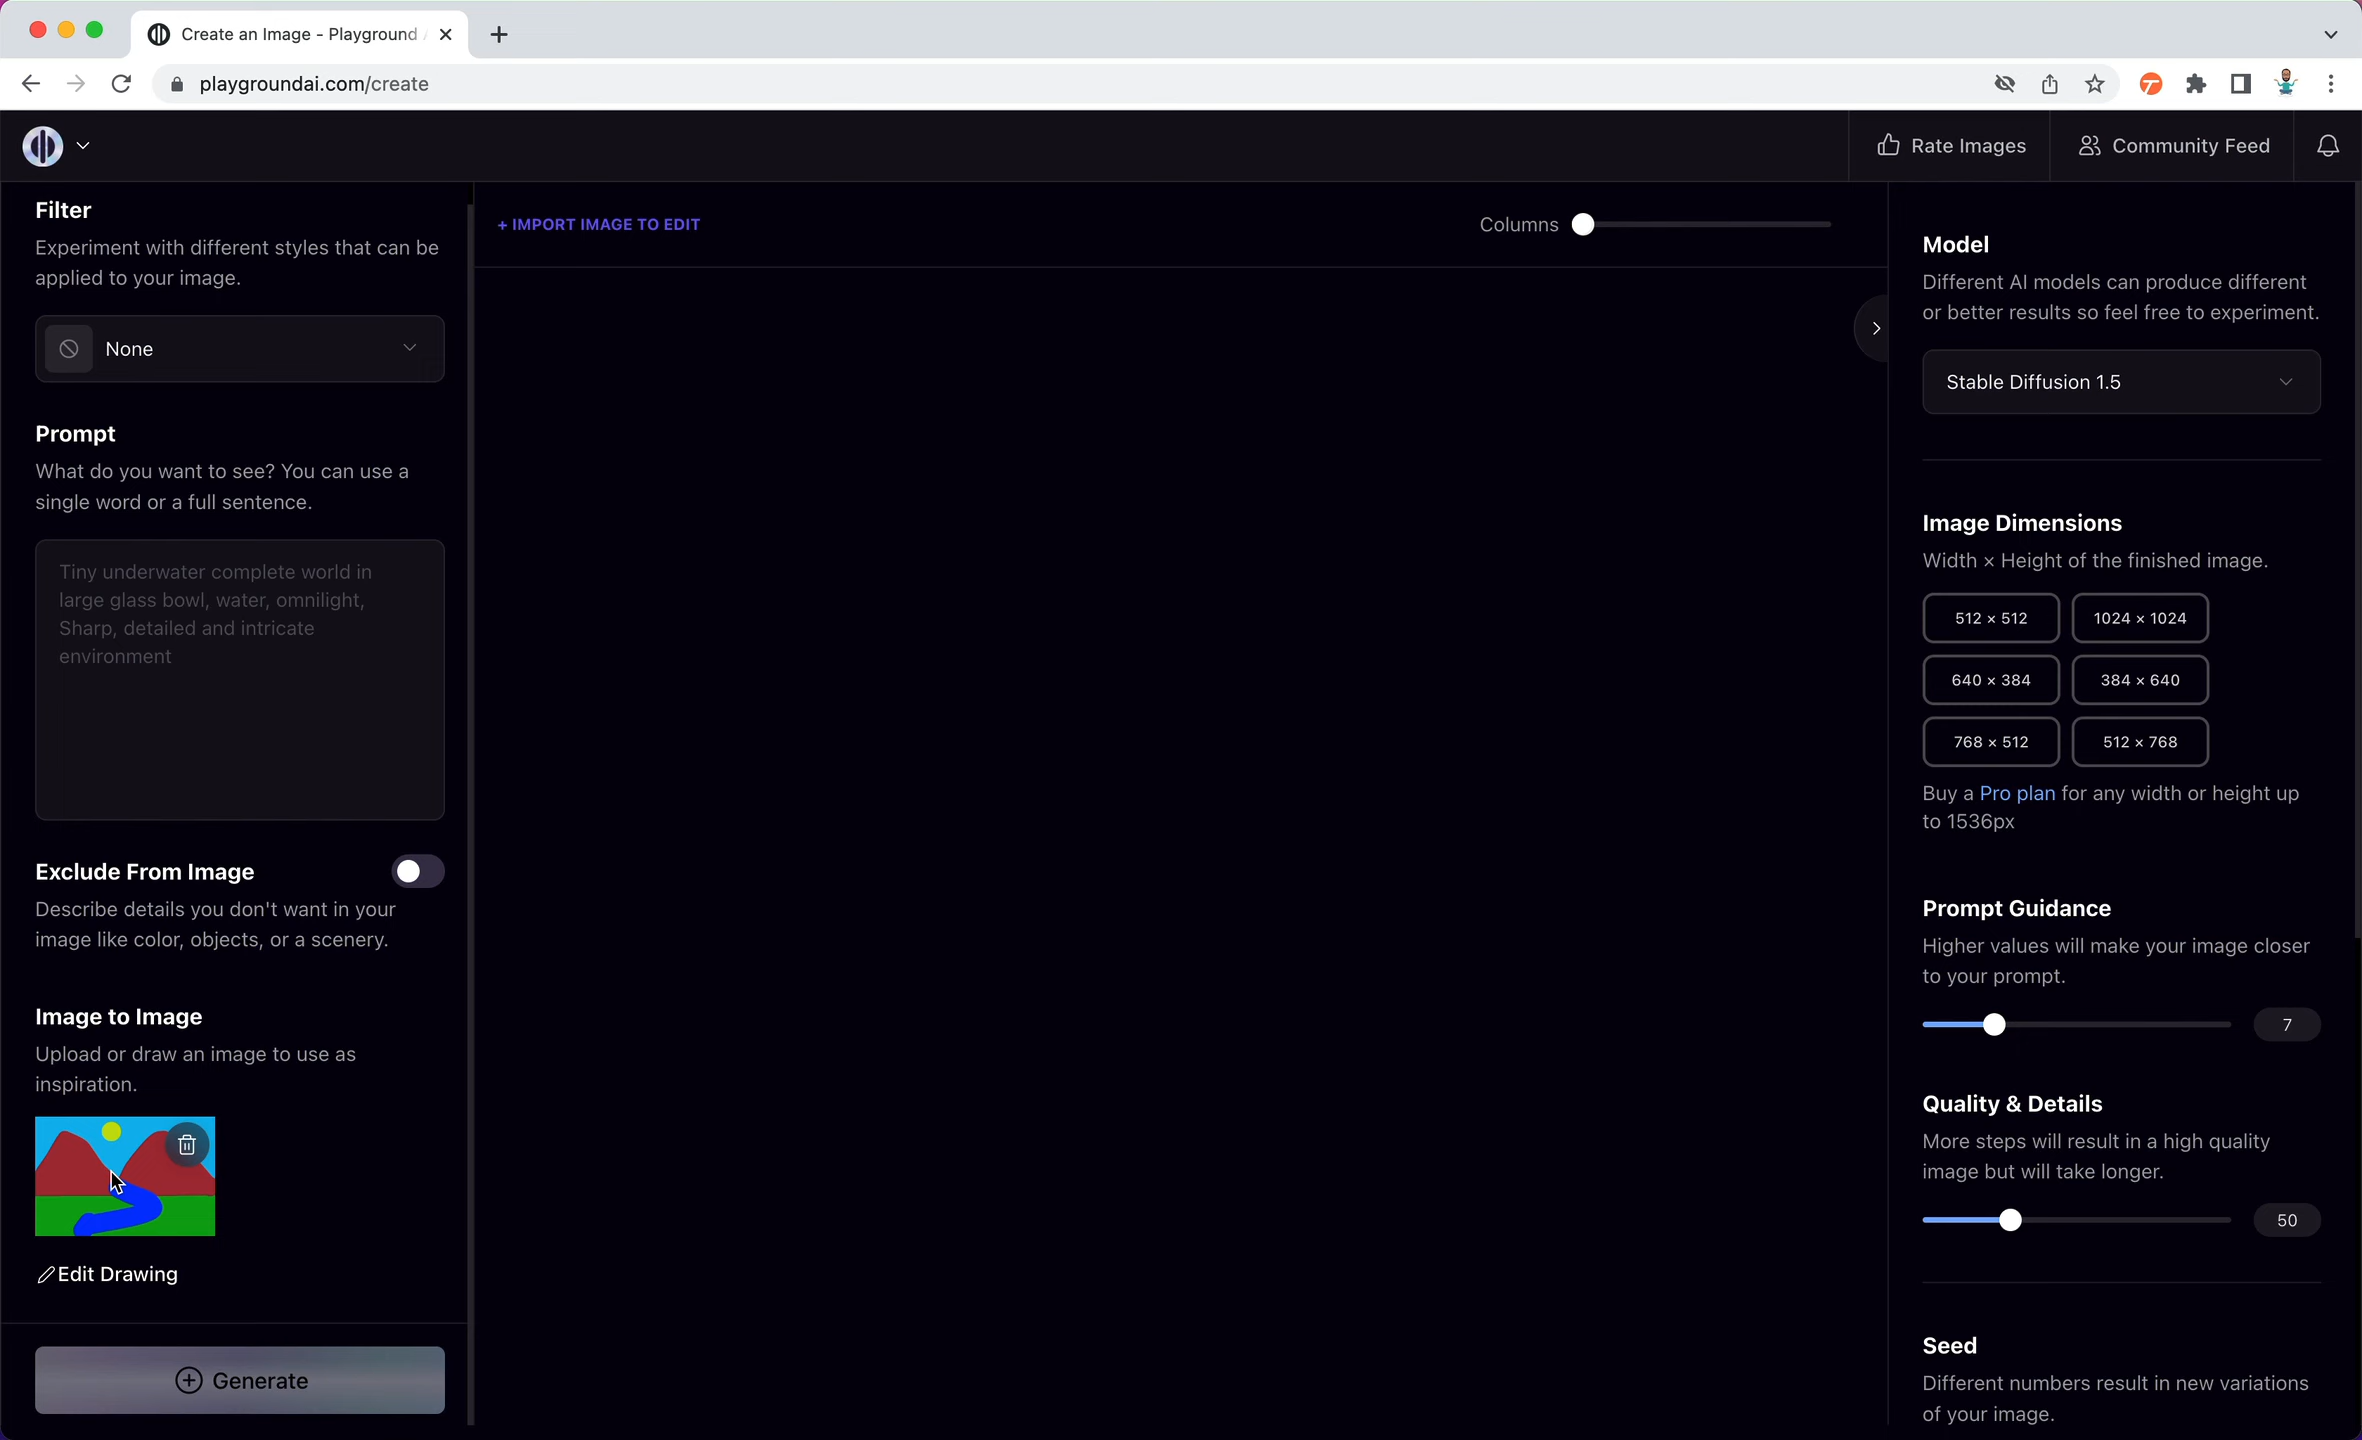 Create an Image - Playground
playgroundai.com/create
Rate Images
Community Feed
Filter
Experiment with different styles that can be
applied to your image.
None
Prompt
What do you want to see? You can use a
single word or a full sentence.
Tiny underwater complete world in
large glass bowl, water, omnilight,
Sharp, detailed and intricate
environment
Exclude From Image
Describe details you don't want in your
image like color, objects, or a scenery.
Image to Image
Upload or draw an image to use as
inspiration.
Edit Drawing
Generate
+ IMPORT IMAGE TO EDIT
Columns
Model
Different AI models can produce different
or better results so feel free to experiment.
Stable Diffusion 1.5
Image Dimensions
Width × Height of the finished image.
512 × 512
1024 × 1024
640 × 384
384 × 640
768 × 512
512 × 768
Buy a Pro plan for any width or height up
to 1536px
Prompt Guidance
Higher values will make your image closer
to your prompt.
7
Quality & Details
More steps will result in a high quality
image but will take longer.
50
Seed
Different numbers result in new variations
of your image.